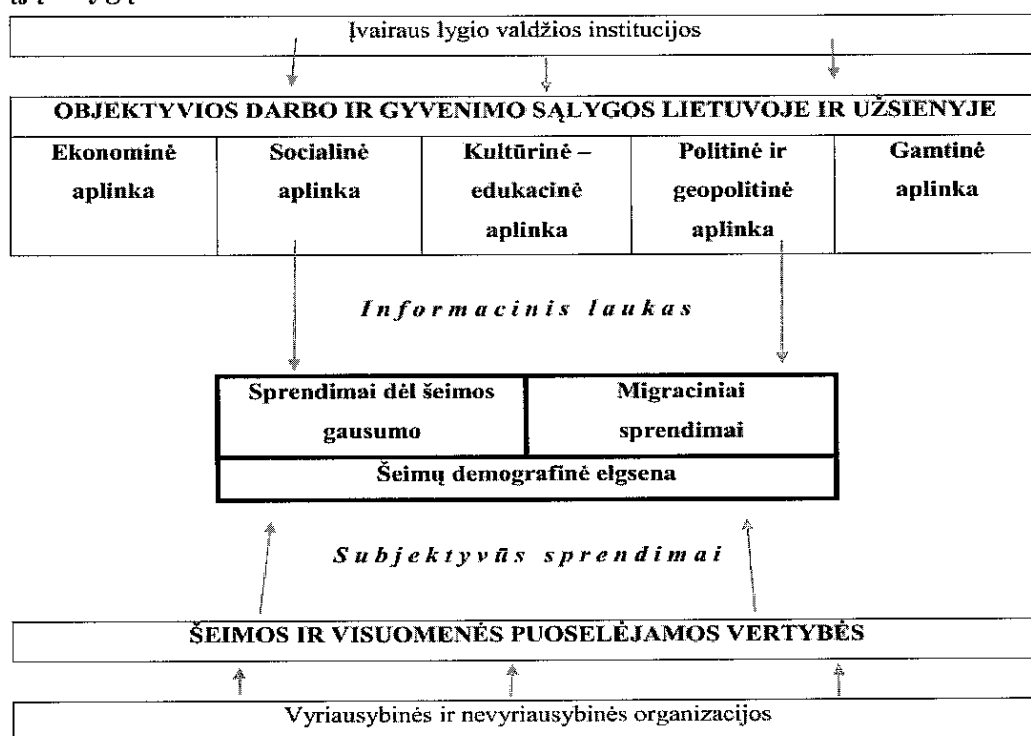 Įvairaus lygio valdžios institucijos
OBJEKTYVIOS DARBO IR GYVENIMO SĄLYGOS LIETUVOJE IR UŽSIENYJE
Ekonominė
aplinka
Socialinė
aplinka
Kultūrinė –
edukacinė
aplinka
Politinė ir
geopolitinė
aplinka
Gamtinė
aplinka
Informacinis laukas
Sprendimai dėl šeimos
gausumo
Migraciniai
sprendimai
Šeimų demografinė elgsena
Subjektyvūs sprendimai
ŠEIMOS IR VISUOMENĖS PUOSELĖJAMOS VERTYBĖS
Vyriausybinės ir nevyriausybinės organizacijos